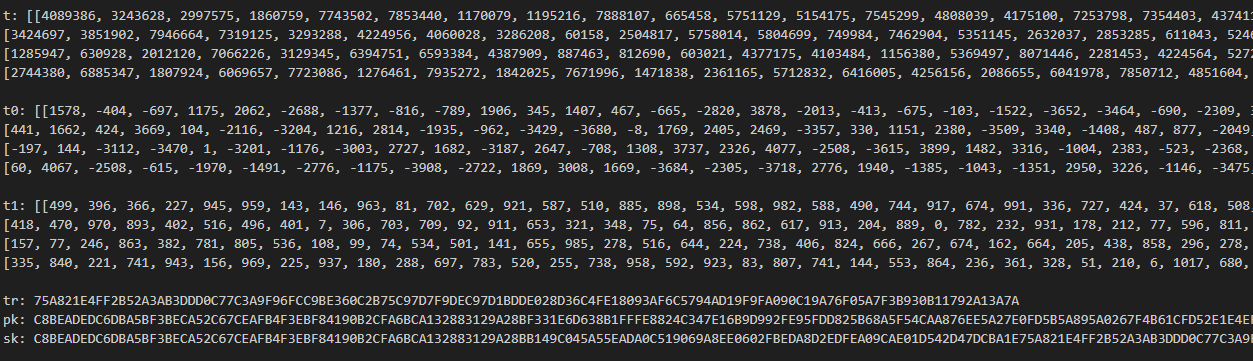 t: [[4089386, 3243628, 2997575, 1860759, 7743502, 7853440, 1170079, 1195216, 7888107, 665458, 5751129, 5154175, 7545299, 4808039, 4175100, 7253798, 7354403, 43741
[3424697, 3851902, 7946664, 7319125, 3293288, 4224956, 4060028, 3286208, 60158, 2504817, 5758014, 5804699, 749984, 7462904, 5351145, 2632037, 2853285, 611043, 524
[1285947, 630928, 2012120, 7066226, 3129345, 6394751, 6593384, 4387909, 887463, 812690, 603021, 4377175, 4103484, 1156380, 5369497, 8071446, 2281453, 4224564, 527
[2744380, 6885347, 1807924, 6069657, 7723086, 1276461, 7935272, 1842025, 7671996, 1471838, 2361165, 5712832, 6416005, 4256156, 2086655, 6041978, 7850712, 4851604,
t0: [[1578, -404, -697, 1175, 2062, -2688, -1377, -816, -789, 1906, 345, 1407, 467, -665, -2820, 3878, -2013, -413, -675, -103, -1522, -3652, -3464, -690, -2309, 3
[441, 1662, 424, 3669, 104, -2116, -3204, 1216, 2814, -1935, -962, -3429, -3680, -8, 1769, 2405, 2469, -3357, 330, 1151, 2380, -3509, 3340, -1408, 487, 877, -2049
[-197, 144, -3112, -3470, 1, -3201, -1176, -3003, 2727, 1682, -3187, 2647, -708, 1308, 3737, 2326, 4077, -2508, -3615, 3899, 1482, 3316, -1004, 2383, -523, -2368,
[60, 4067, -2508, -615, -1970, -1491, -2776, -1175, -3908, -2722, 1869, 3008, 1669, -3684, -2305, -3718, 2776, 1940, -1385, -1043, -1351, 2950, 3226, -1146, -3475
t1: [[499, 396, 366, 227, 945, 959, 143, 146, 963, 81, 702, 629, 921, 587, 510, 885, 898, 534, 598, 982, 588, 490, 744, 917, 674, 991, 336, 727, 424, 37, 618, 508
[418, 470, 970, 893, 402, 516, 496, 401, 7, 306, 703, 709, 92, 911, 653, 321, 348, 75, 64, 856, 862, 617, 913, 204, 889, 0, 782, 232, 931, 178, 212, 77, 596, 811,
[157, 77, 246, 863, 382, 781, 805, 536, 108, 99, 74, 534, 501, 141, 655, 985, 278, 516, 644, 224, 738, 406, 824, 666, 267, 674, 162, 664, 205, 438, 858, 296, 278,
[335, 840, 221, 741, 943, 156, 969, 225, 937, 180, 288, 697, 783, 520, 255, 738, 958, 592, 923, 83, 807, 741, 144, 553, 864, 236, 361, 328, 51, 210, 6, 1017, 680,
tr: 75A821E4FF2B52A3AB3DDD0C77C3A9F96FCC9BE360C2B75C97D7F9DEC97D1BDDE028D36C4FE18093AF6C5794AD19F9FA090C19A76F05A7F3B930B11792A13A7A
pk: C8BEADEDC6DBA5BF3BECA52C67CEAFB4F3EBF84190B2CFA6BCA132883129A28BF331E6D638B1FFFE8824C347E16B9D992FE95FDD825B68A5F54CAA876EE5A27E0FD5B5A895A0267F4B61CFD52E1E4E
sk: C8BEADEDC6DBA5BF3BECA52C67CEAFB4F3EBF84190B2CFA6BCA132883129A28BB149C045A55EADA0C519069A8EE0602FBEDA8D2EDFEA09CAE01D542D47DCBA1E75A821E4FF2B52A3AB3DDD0C77C3A9